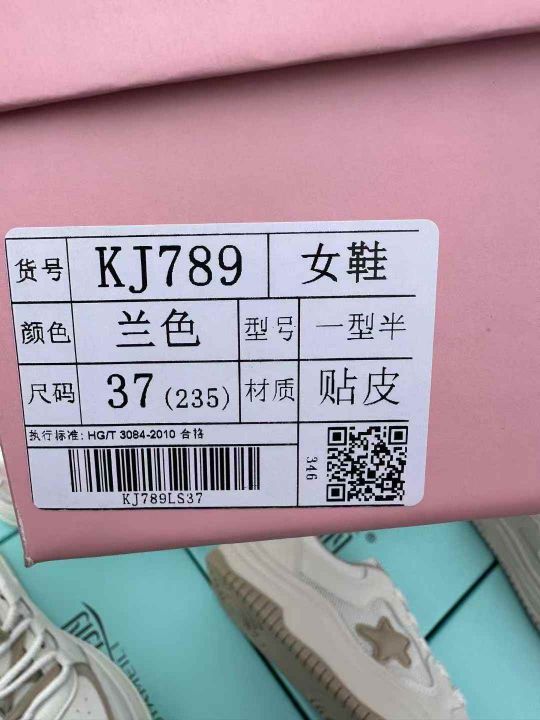 货号 KJ789 女鞋
颜色 兰色 型号 一型半
尺码 37 (235) 材质 贴皮
执行标准: HG/T 3084-2010 合格
346
KJ789LS37